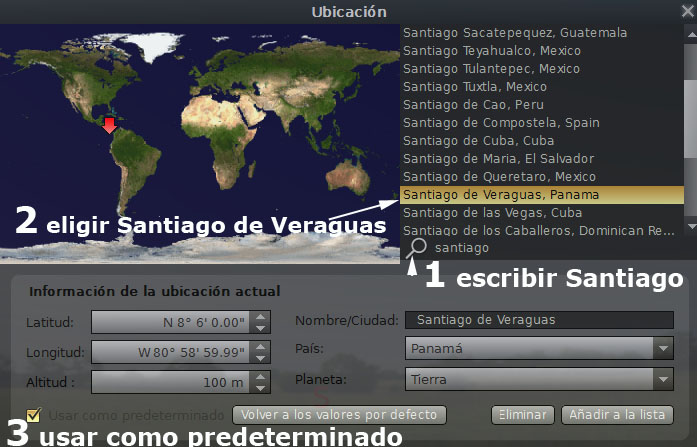 Ubicación
Santiago Sacatepequez, Guatemala
Santiago Teyahualco, Mexico
Santiago Tulantepec, Mexico
Santiago Tuxtla, Mexico
Santiago de Cao, Peru
Santiago de Compostela, Spain
Santiago de Cuba, Cuba
Santiago de Maria, El Salvador
Santiago de Queretaro, Mexico
Santiago de Veraguas, Panama
Santiago de las Vegas, Cuba
Santiago de los Caballeros, Dominican Re...
2 eligir Santiago de Veraguas
santiago
1 escribir Santiago
Información de la ubicación actual
Latitud: N 8° 6' 0.00"
Nombre/Ciudad: Santiago de Veraguas
Longitud: W 80° 58' 59.99"
País: Panamá
Altitud : 100 m
Planeta: Tierra
Usar como predeterminado Volver a los valores por defecto Eliminar Añadir a la lista
3 usar como predeterminado
S